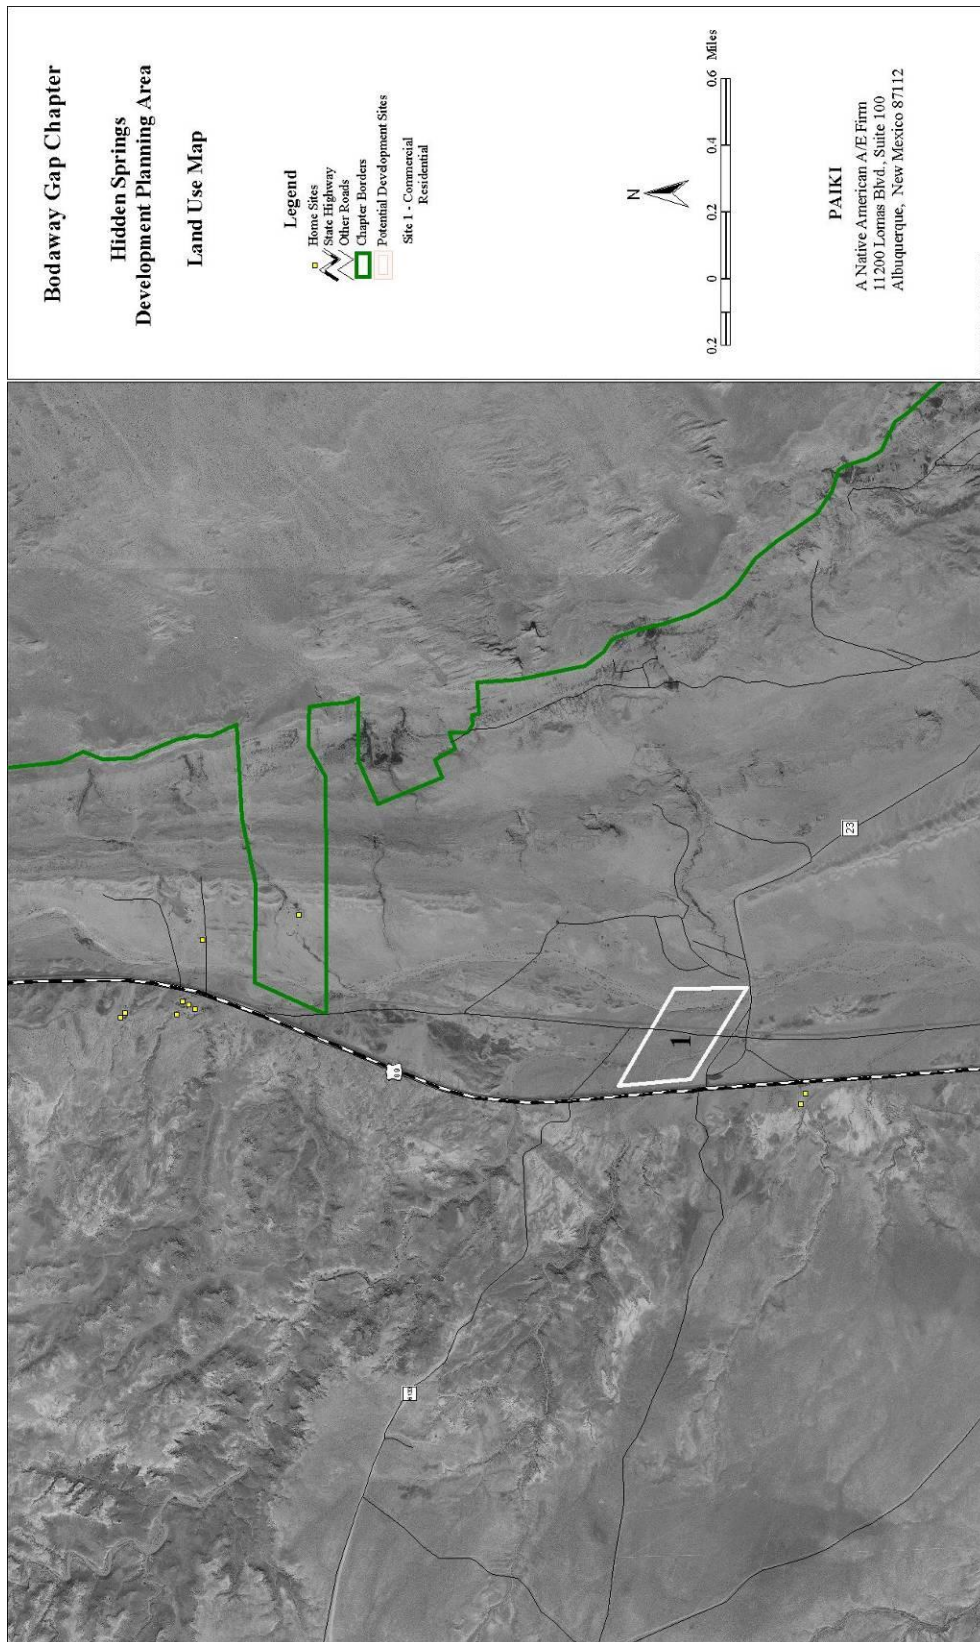 Bodaway Gap Chapter
Hidden Springs
Development Planning Area
Land Use Map
Legend
Home Sites
State Highway
Other Roads
Chapter Borders
Potential Development Sites
Site 1 - Commercial
Residential
N
0.2 0 0.2 0.4 0.6 Miles
PAIKI
A Native American A/E Firm
11200 Lomas Blvd., Suite 100
Albuquerque, New Mexico 87112
1
23